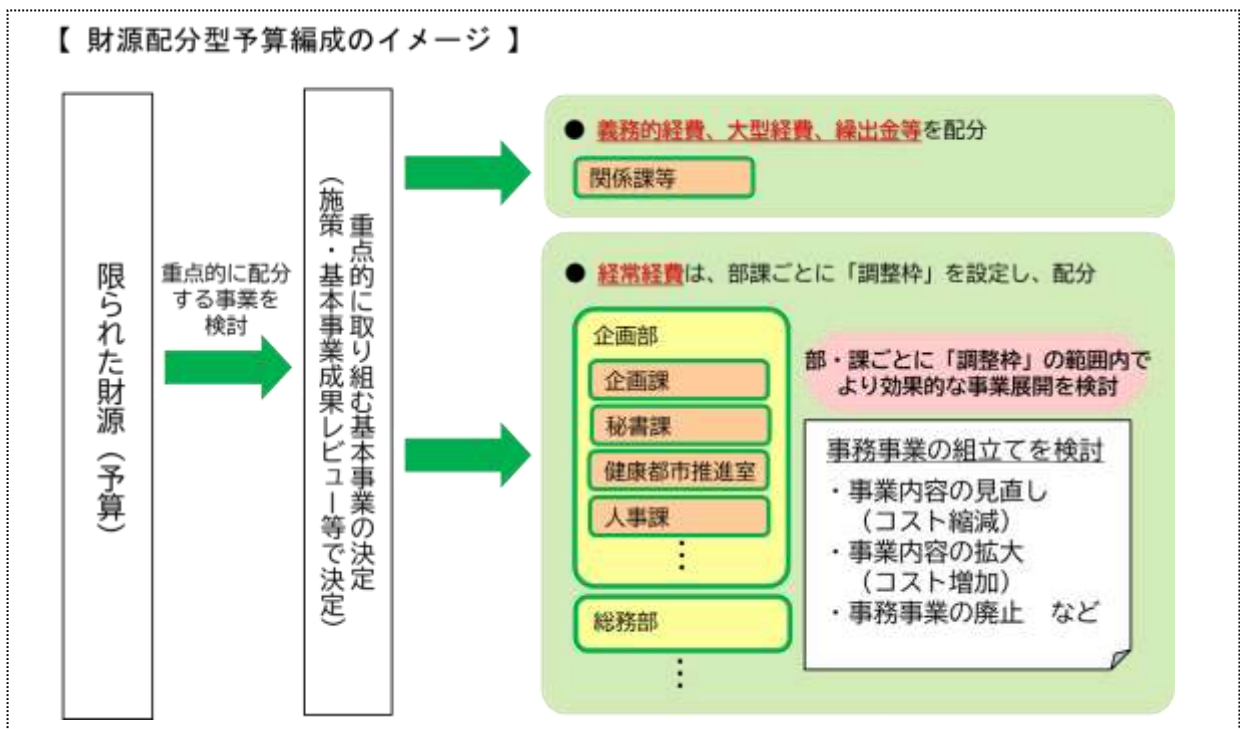 【 財源配分型予算編成のイメージ 】
限られた財源（予算）
重点的に配分
する事業を
検討
重点的に取り組む基本事業の決定
（施策・基本事業成果レビュー等で決定）
● 義務的経費、大型経費、繰出金等を配分
関係課等
● 経常経費は、部課ごとに「調整枠」を設定し、配分
企画部
企画課
秘書課
健康都市推進室
人事課
⋮
総務部
⋮
部・課ごとに「調整枠」の範囲内で
より効果的な事業展開を検討
事務事業の組立てを検討
・事業内容の見直し
（コスト縮減）
・事業内容の拡大
（コスト増加）
・事務事業の廃止　など